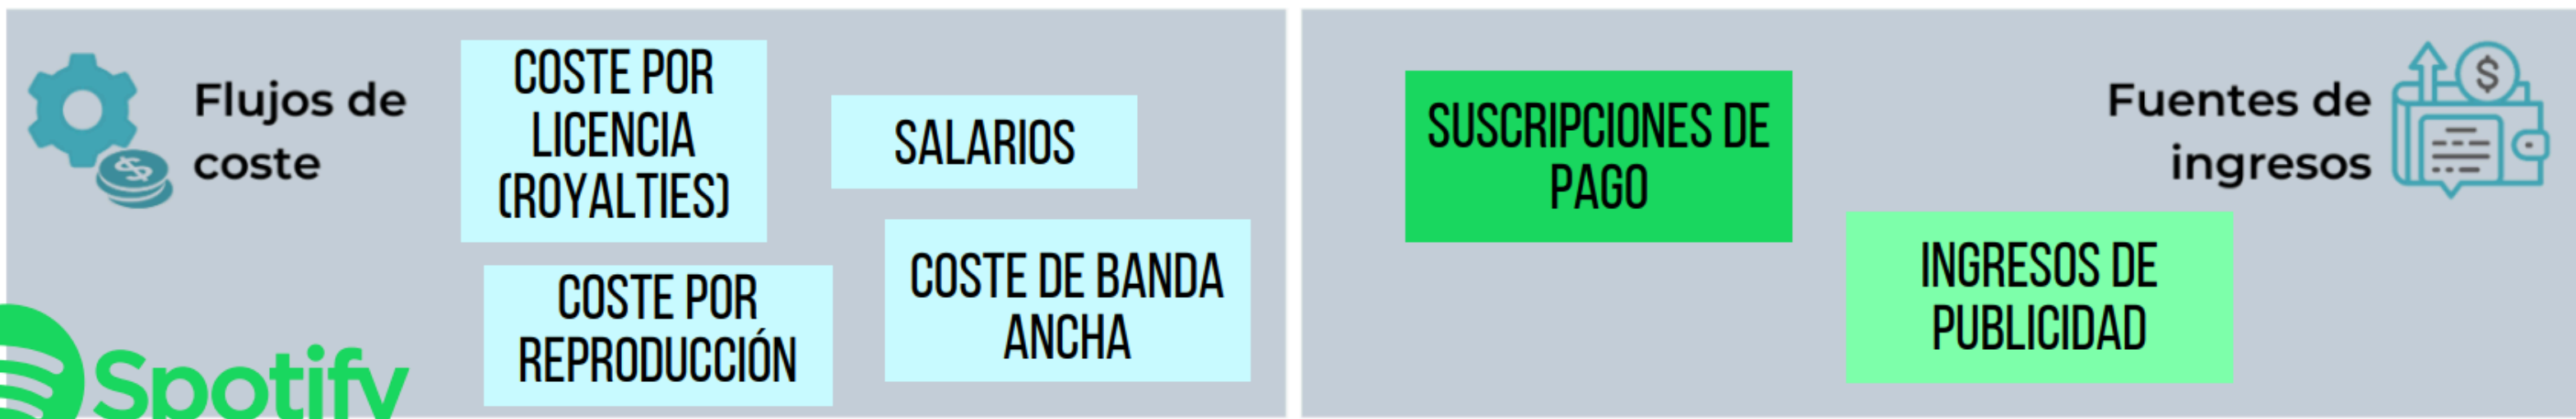 Flujos de
coste
COSTE POR
LICENCIA
(ROYALTIES)
SALARIOS
COSTE POR
REPRODUCCIÓN
COSTE DE BANDA
ANCHA
Spotify
SUSCRIPCIONES DE
PAGO
INGRESOS DE
PUBLICIDAD
Fuentes de
ingresos